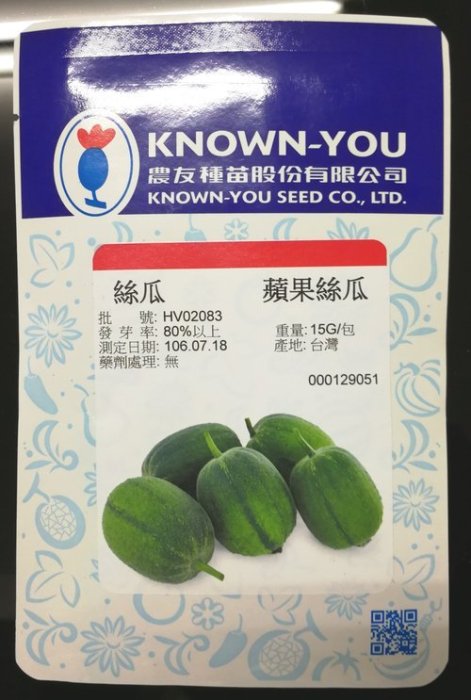 KNOWN-YOU
農友種苗股份有限公司
KNOWN-YOU SEED CO., LTD.
絲瓜 蘋果絲瓜
批號: HV02083
發芽率: 80%以上 重量: 15G/包
測定日期: 106.07.18 產地: 台灣
藥劑處理: 無
000129051